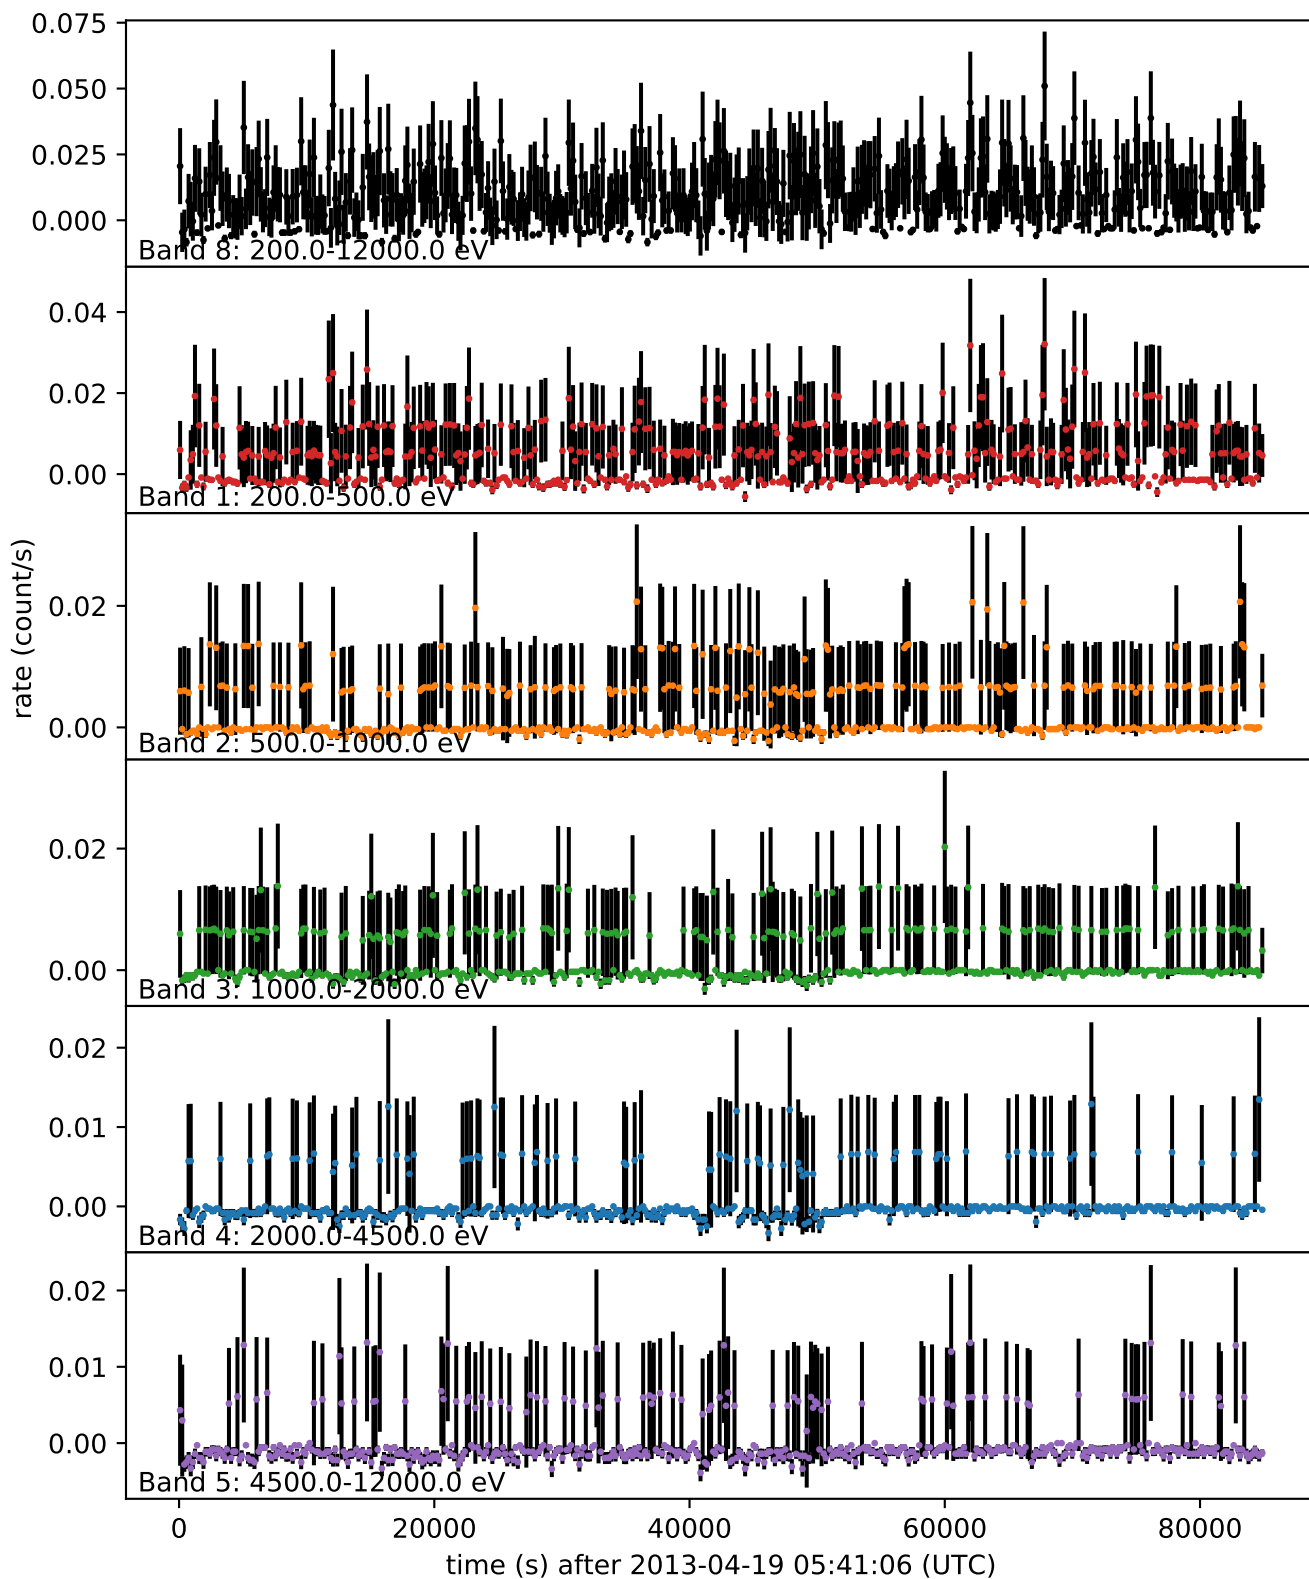 0.075
0.050
0.025
0.000
Band 8: 200.0-12000.0 eV
0.04
0.02
0.00
Band 1: 200.0-500.0 eV
rate (count/s)
0.02
0.00
Band 2: 500.0-1000.0 eV
0.02
0.00
Band 3: 1000.0-2000.0 eV
0.02
0.01
0.00
Band 4: 2000.0-4500.0 eV
0.02
0.01
0.00
Band 5: 4500.0-12000.0 eV
0 20000 40000 60000 80000
time (s) after 2013-04-19 05:41:06 (UTC)